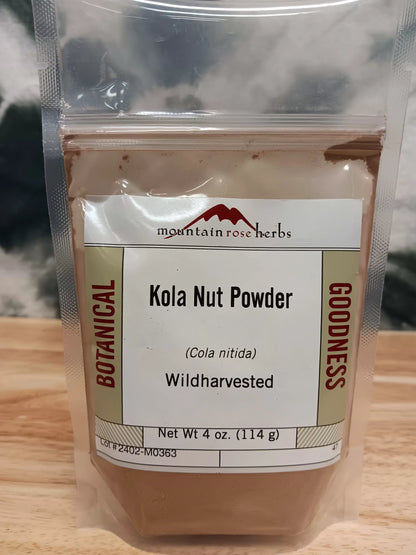 mountain rose herbs
BOTANICAL
Kola Nut Powder
GOODNESS
(Cola nitida)
Wildharvested
Net Wt 4 oz. (114 g)
Lot # 2402-M0363